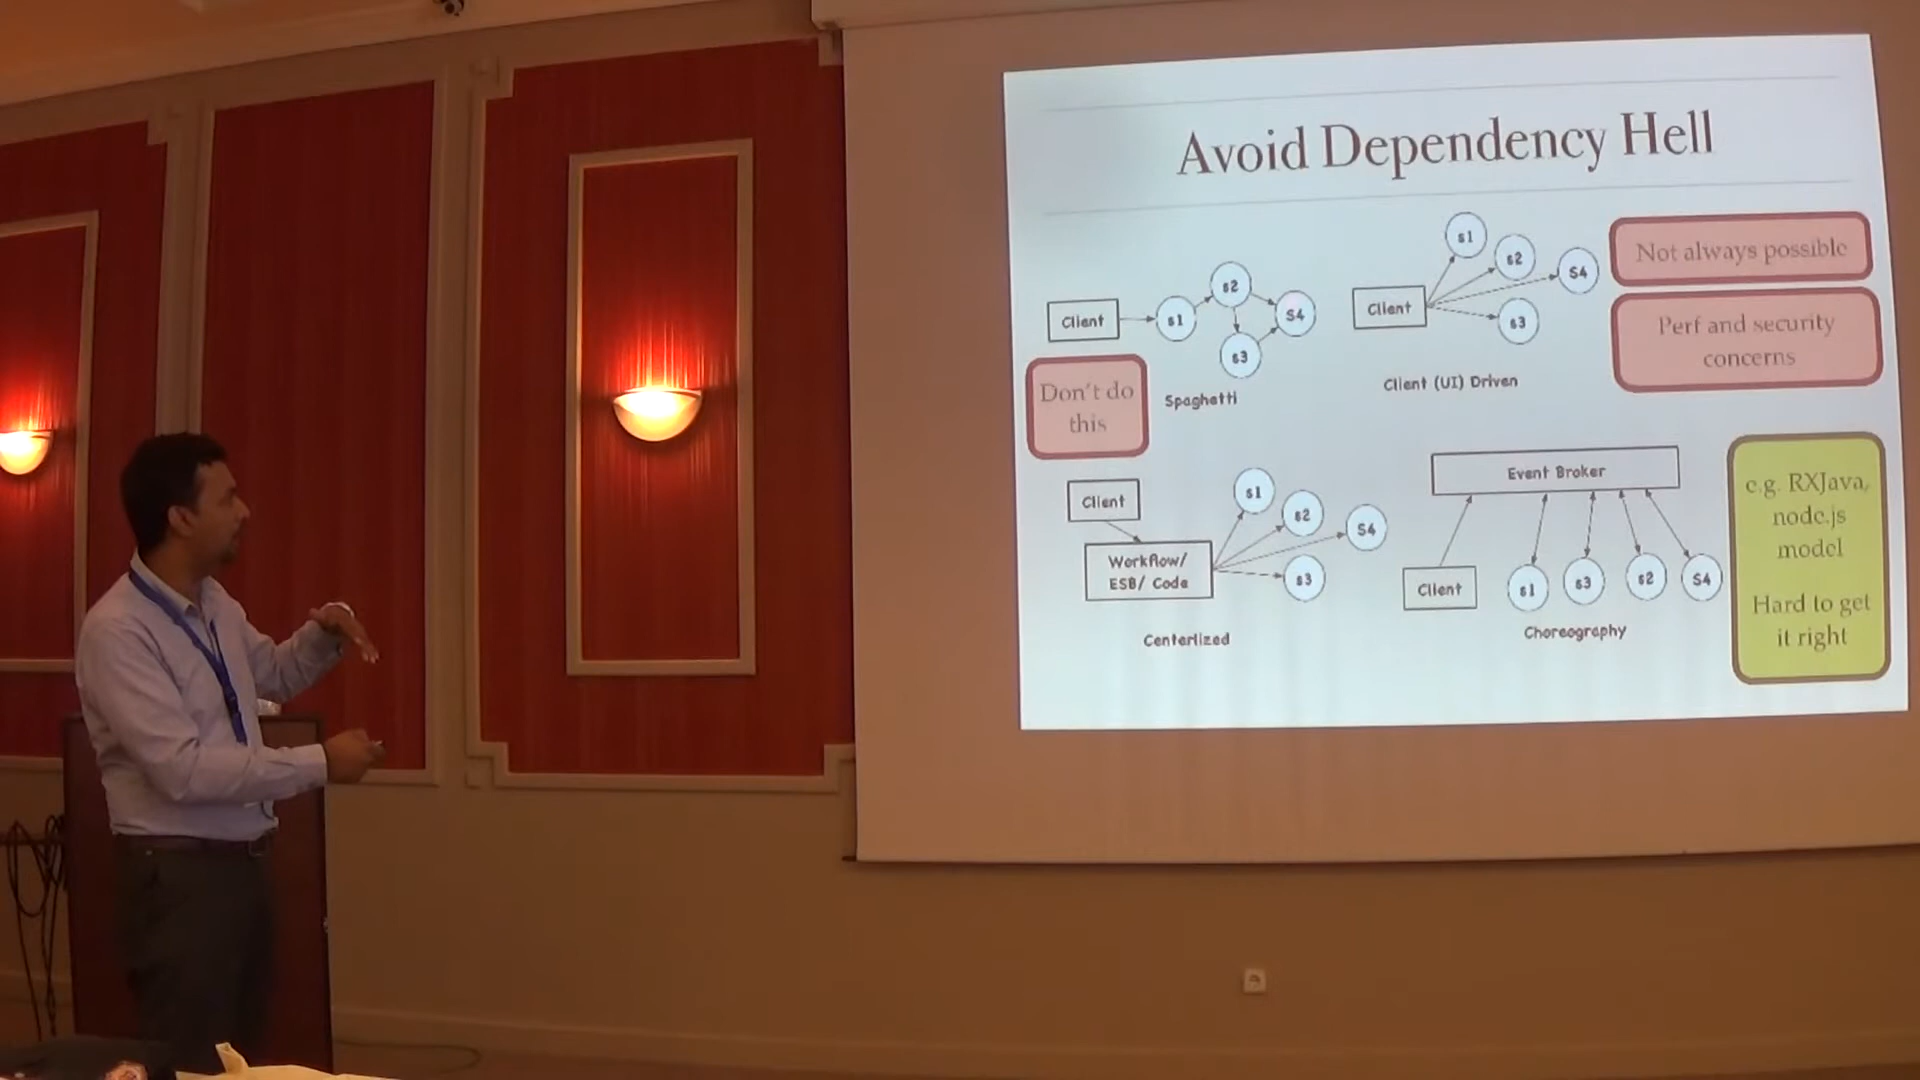 Avoid Dependency Hell
Client
s1
s2
s3
S4
Spaghetti
Don't do
this
Client
s1
s2
S4
s3
Client (UI) Driven
Not always possible
Perf and security
concerns
Client
Workflow/
ESB/ Code
s1
s2
S4
s3
Centerlized
Event Broker
Client
s1
s3
s2
S4
Choreography
e.g. RXJava,
node.js
model
Hard to get
it right